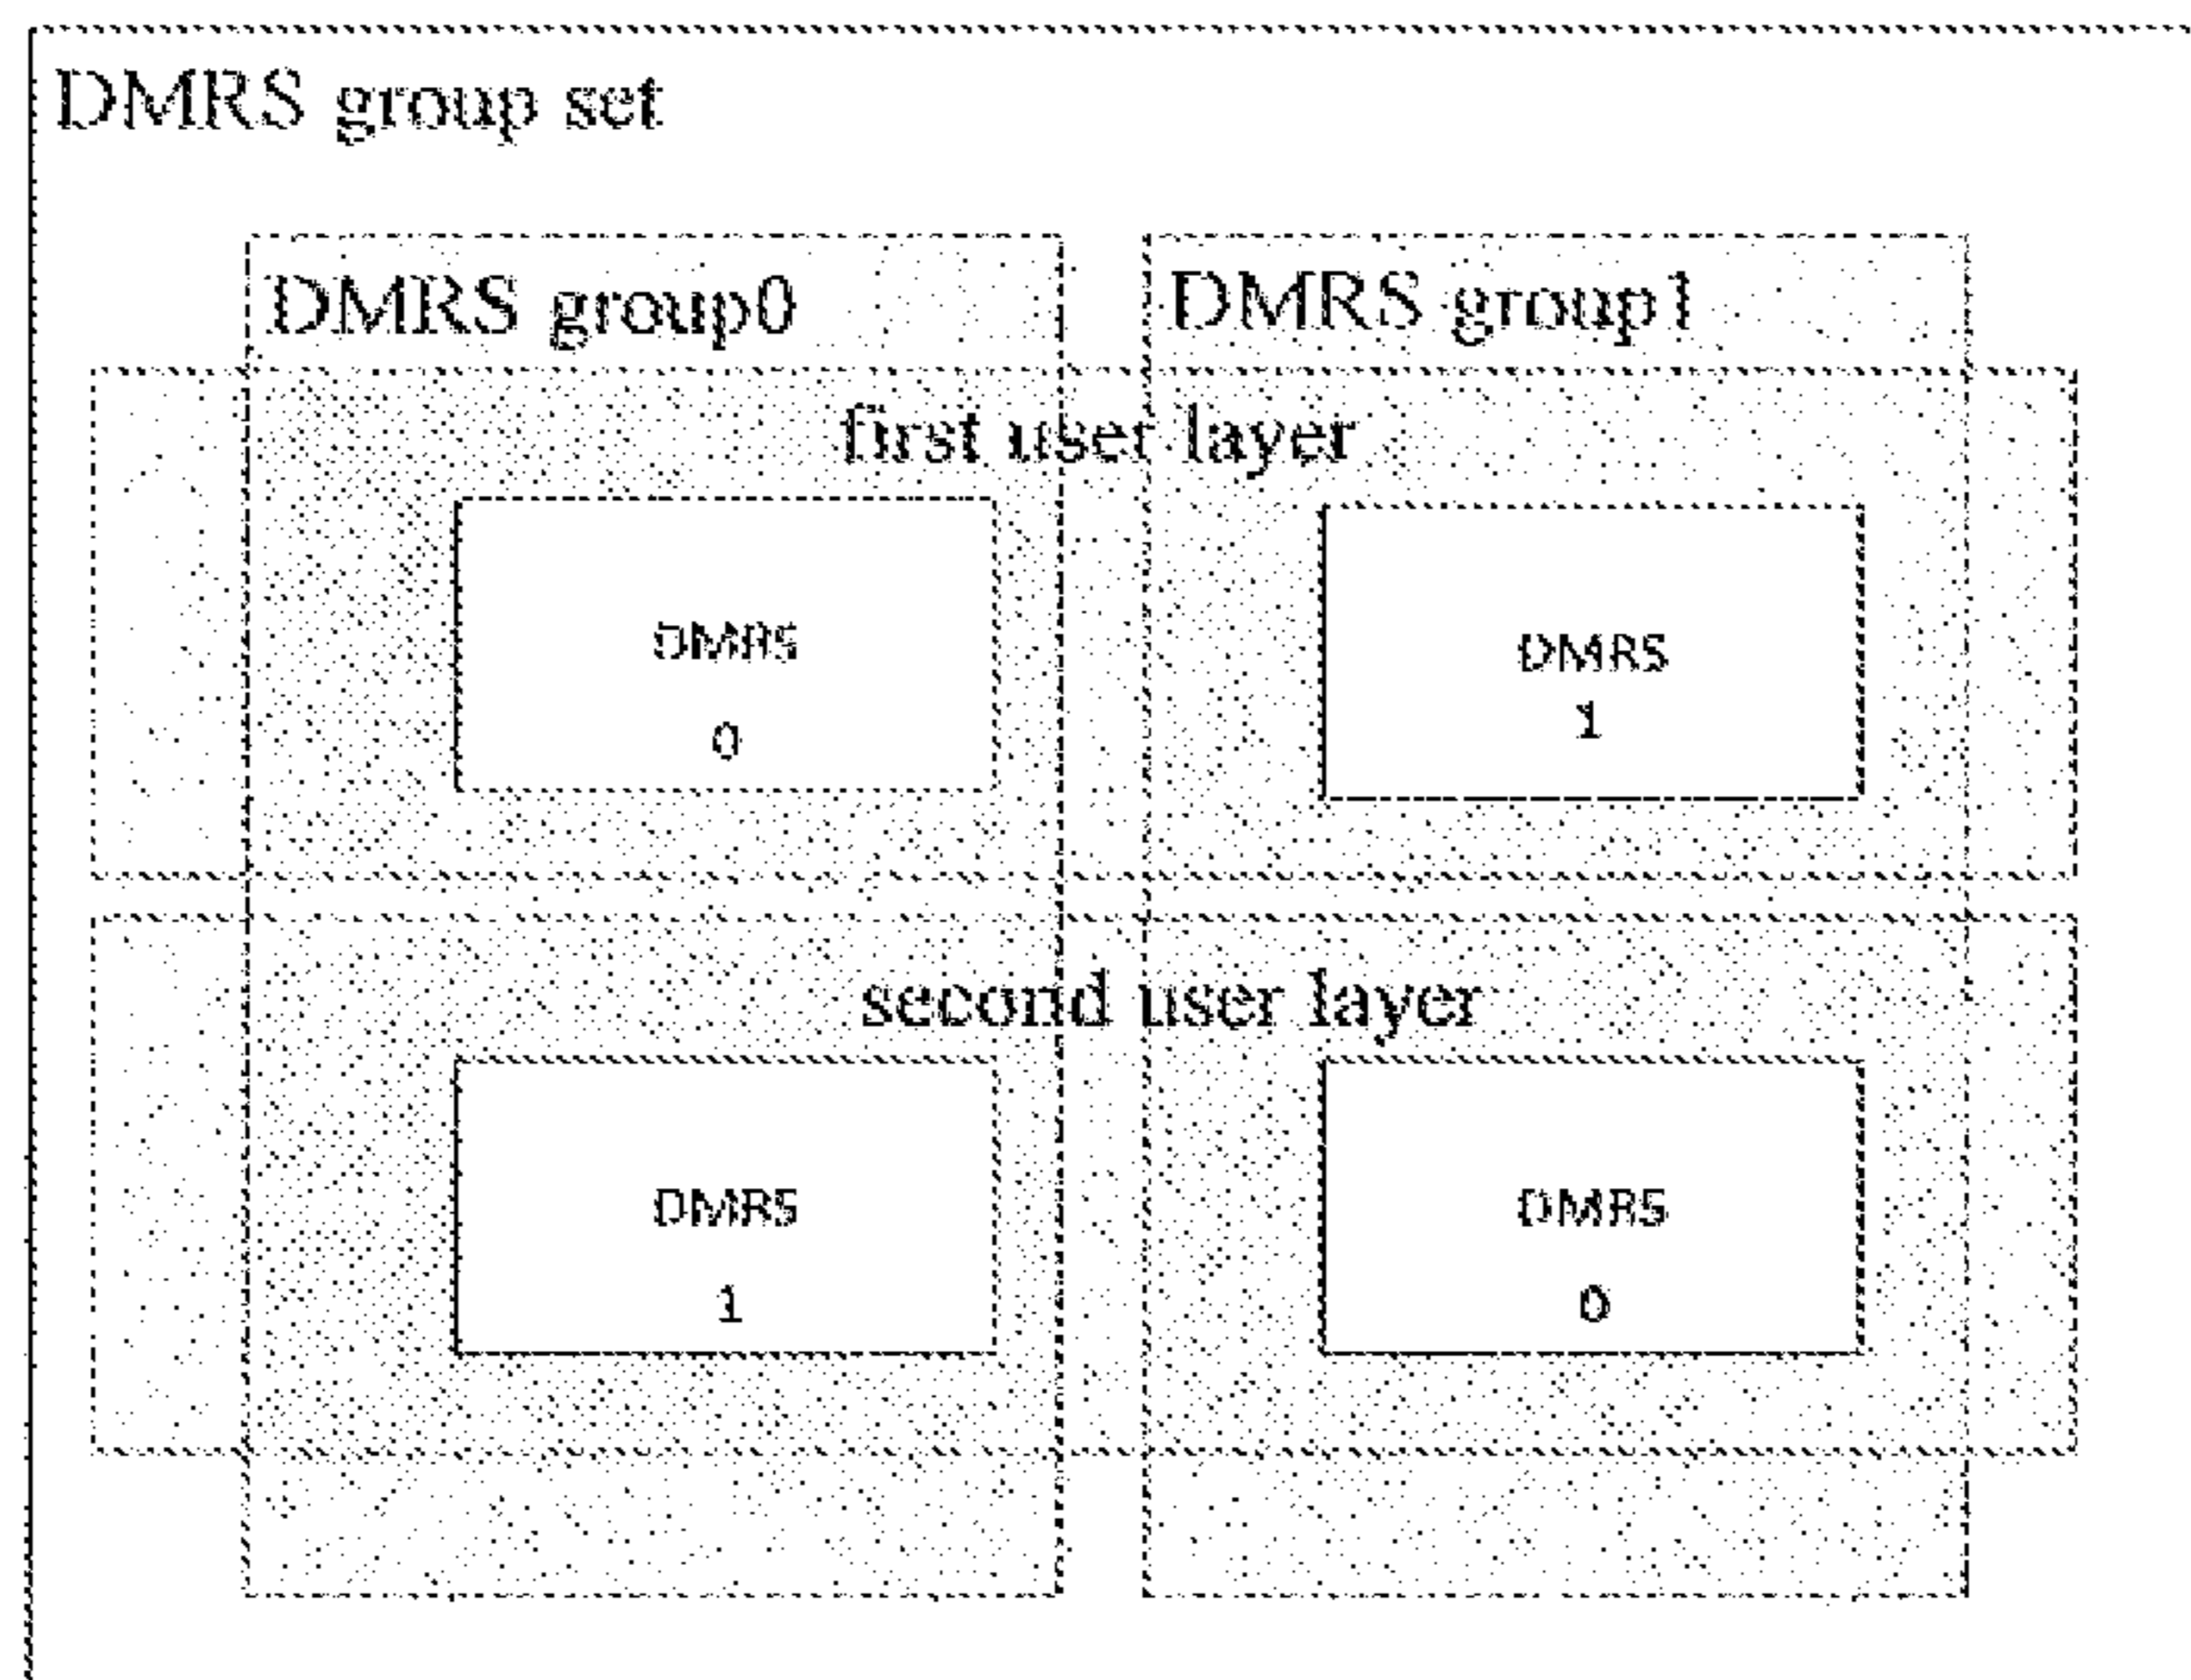 DMRS group set
DMRS group0
DMRS group1
first user layer
DMRS
0
DMRS
1
second user layer
DMRS
1
DMRS
0